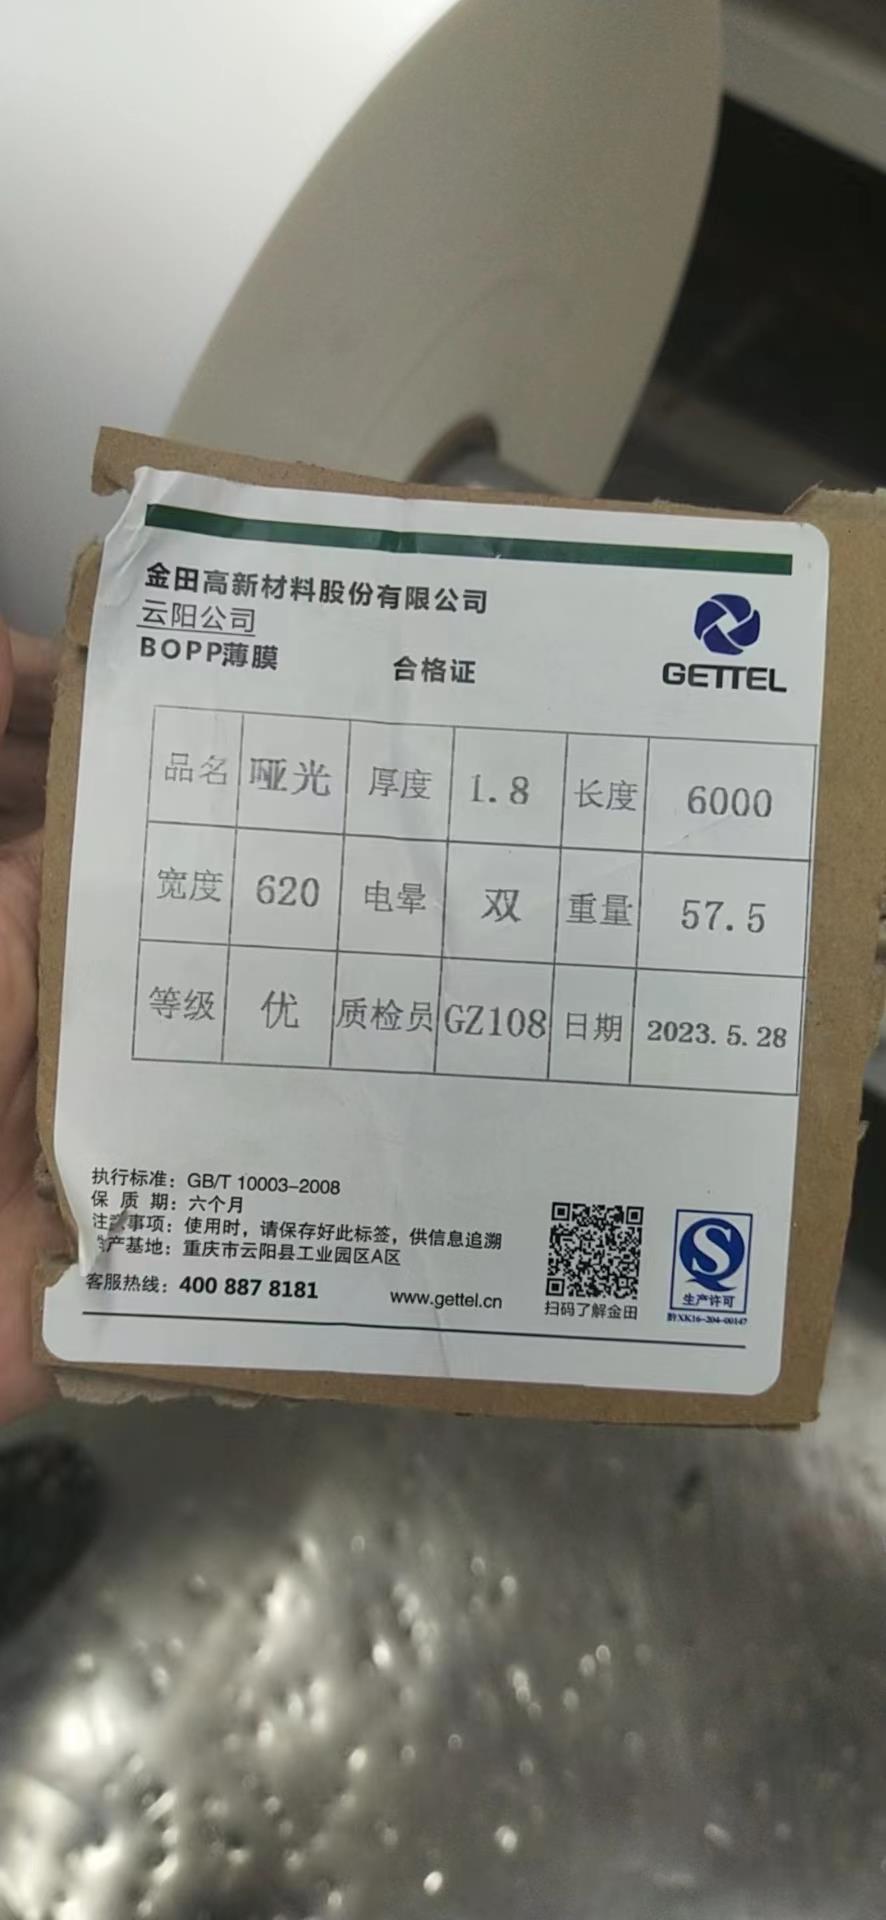 金田高新材料股份有限公司
云阳公司
BOPP薄膜 合格证
GETTEL
品名 哑光 厚度 1.8 长度 6000
宽度 620 电晕 双 重量 57.5
等级 优 质检员 GZ108 日期 2023.5.28
执行标准：GB/T 10003-2008
保 质 期：六个月
注意事项：使用时，请保存好此标签，供信息追溯
生产基地：重庆市云阳县工业园区A区
客服热线：400 887 8181 www.gettel.cn
扫码了解金田
生产许可
XK16-204-00147